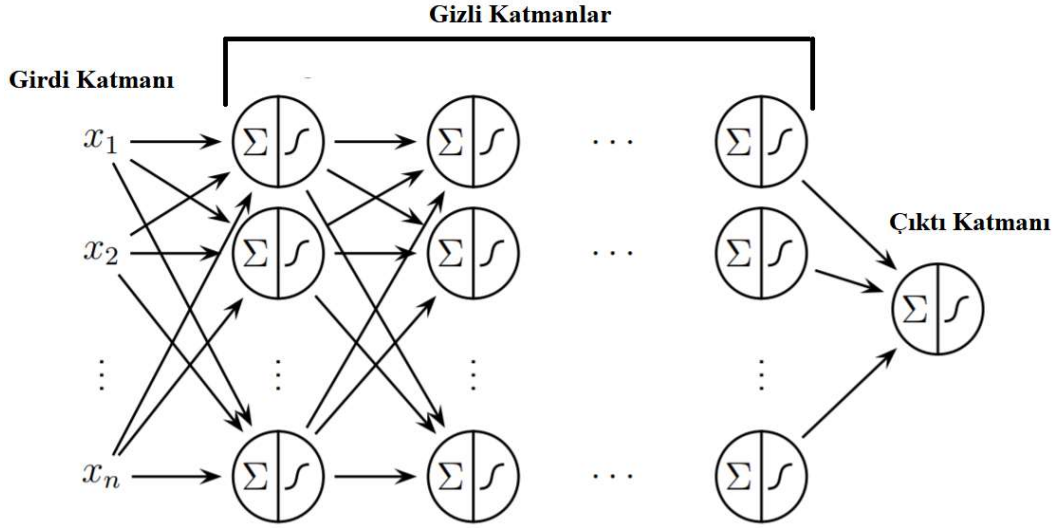 Gizli Katmanlar
Girdi Katmanı
x1 Σ Σ ... Σ
Çıktı Katmanı
x2 Σ Σ ... Σ
Σ
⋮ ⋮ ⋮ ⋮
xn Σ Σ ... Σ